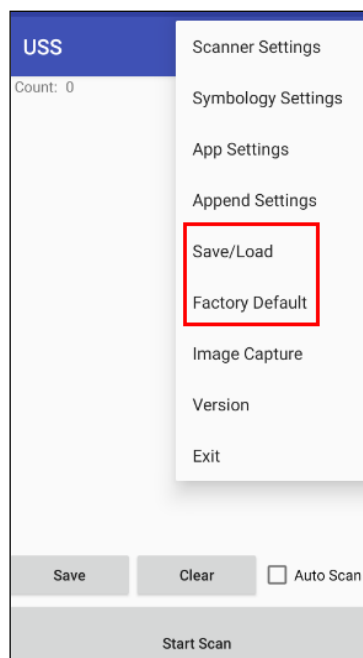 USS
Count: 0
Scanner Settings
Symbology Settings
App Settings
Append Settings
Save/Load
Factory Default
Image Capture
Version
Exit
Save Clear Auto Scan
Start Scan